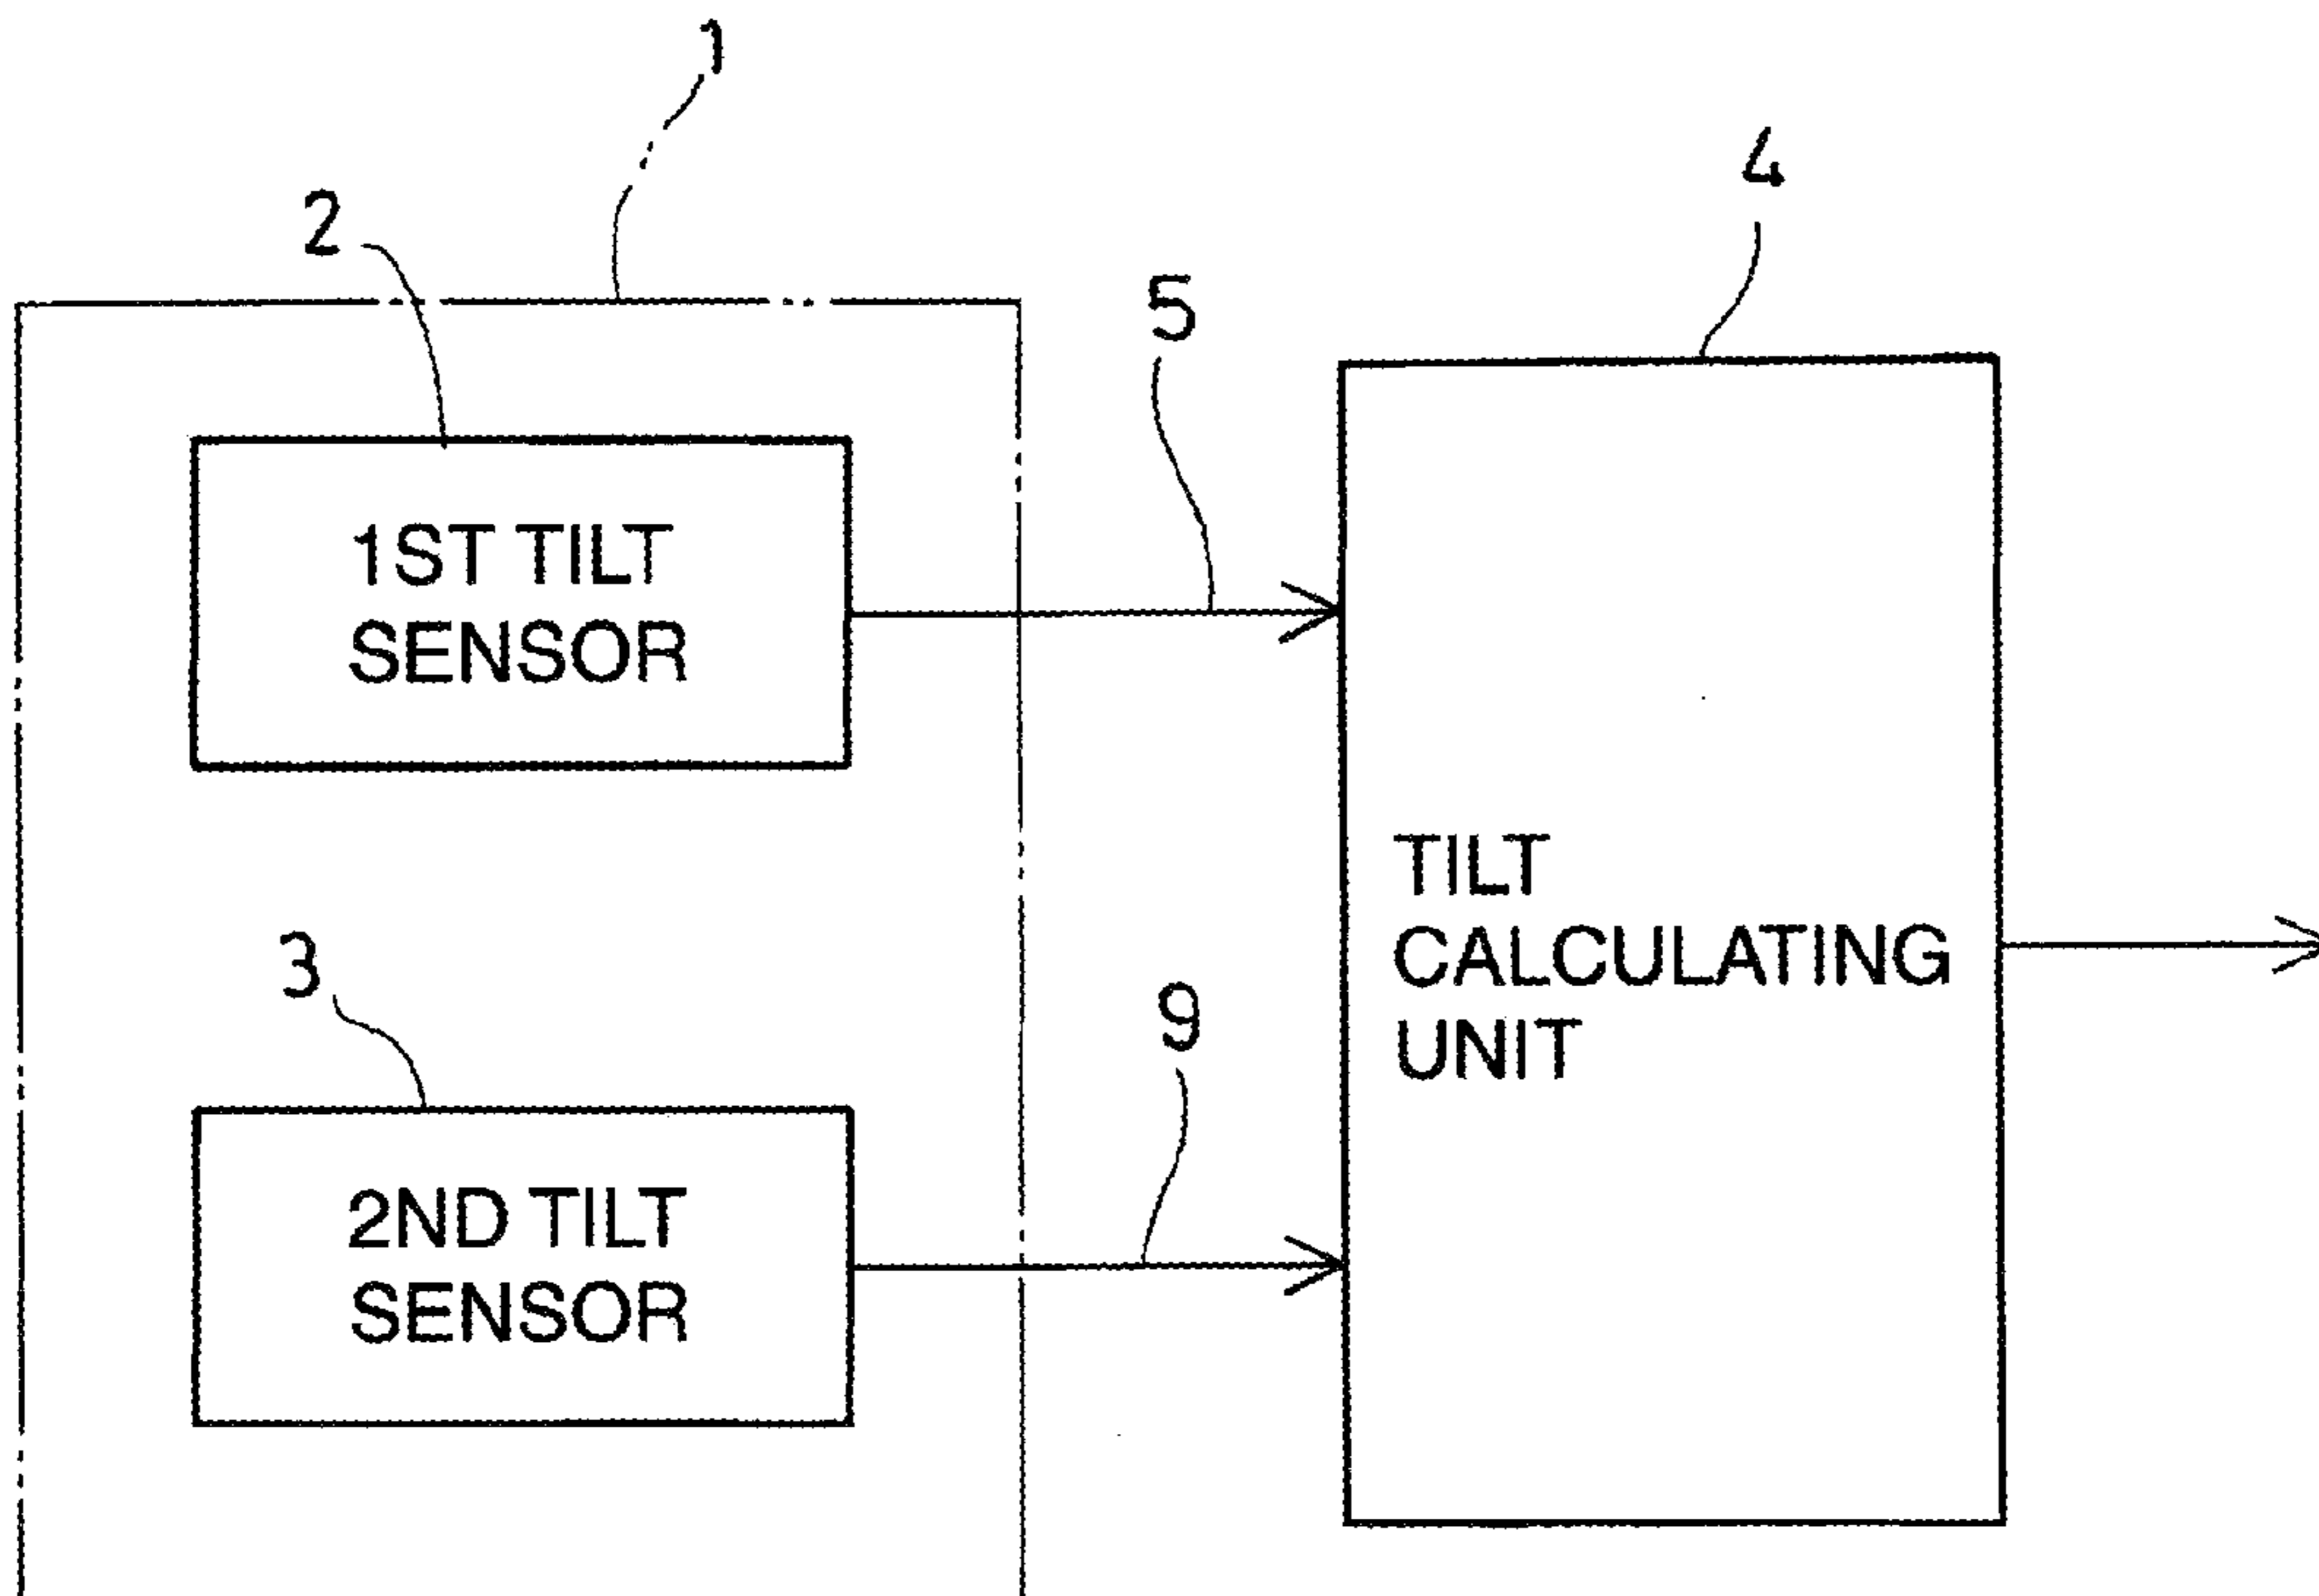 1
2
4
5
1ST TILT
SENSOR
TILT
CALCULATING
UNIT
3
9
2ND TILT
SENSOR